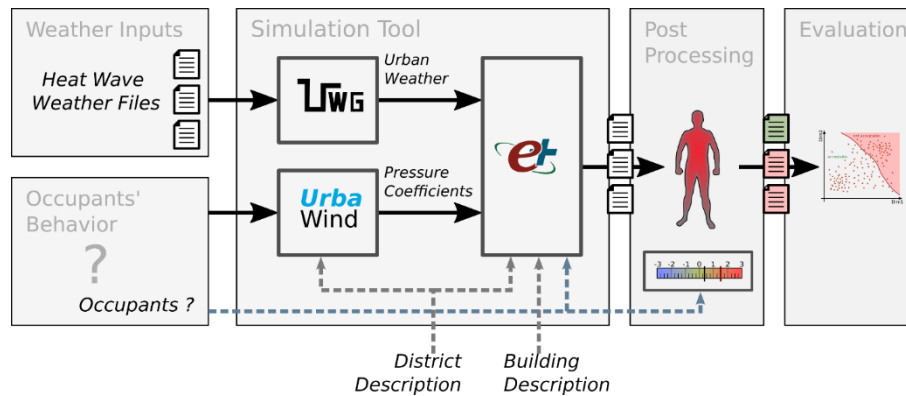 Weather Inputs
Heat Wave
Weather Files
Occupants'
Behavior
?
Occupants ?
Simulation Tool
UWG
Urban
Weather
Urba
Wind
Pressure
Coefficients
e+
District
Description
Building
Description
Post
Processing
-3 -2 -1 0 1 2 3
Evaluation